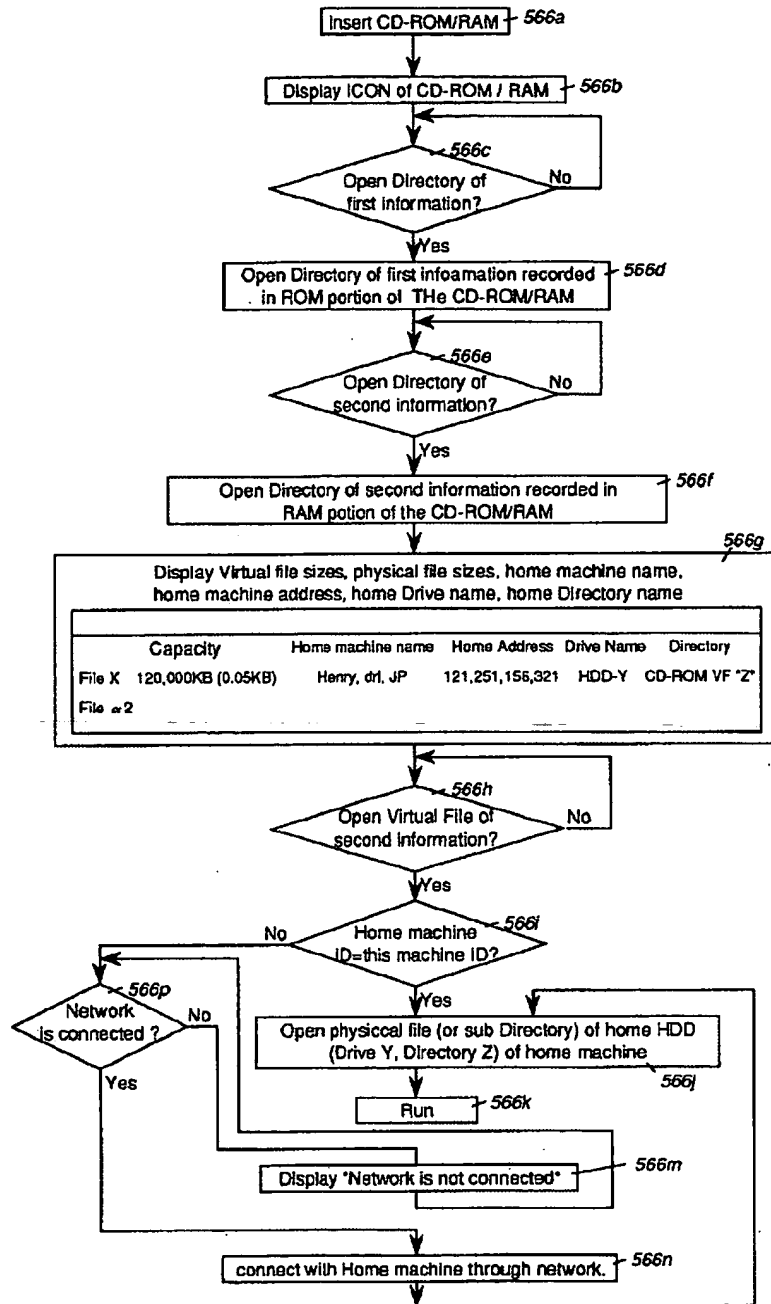 Insert CD-ROM/RAM 566a
Display ICON of CD-ROM / RAM 566b
566c
Open Directory of
first information?
No
Yes
Open Directory of first infoamation recorded
in ROM portion of THe CD-ROM/RAM
566d
566e
Open Directory of
second information?
No
Yes
Open Directory of second information recorded in
RAM potion of the CD-ROM/RAM
566f
566g
Display Virtual file sizes, physical file sizes, home machine name,
home machine address, home Drive name, home Directory name
Capacity Home machine name Home Address Drive Name Directory
File X 120,000KB (0.05KB) Henry, drl, JP 121,251,156,321 HDD-Y CD-ROM VF "Z"
File α2
566h
Open Virtual File of
second information?
No
Yes
566i
Home machine
ID=this machine ID?
No
Yes
566p
Network
is connected ?
No
Yes
Open physiccal file (or sub Directory) of home HDD
(Drive Y, Directory Z) of home machine
566j
Run 566k
Display "Network is not connected" 566m
connect with Home machine through network. 566n